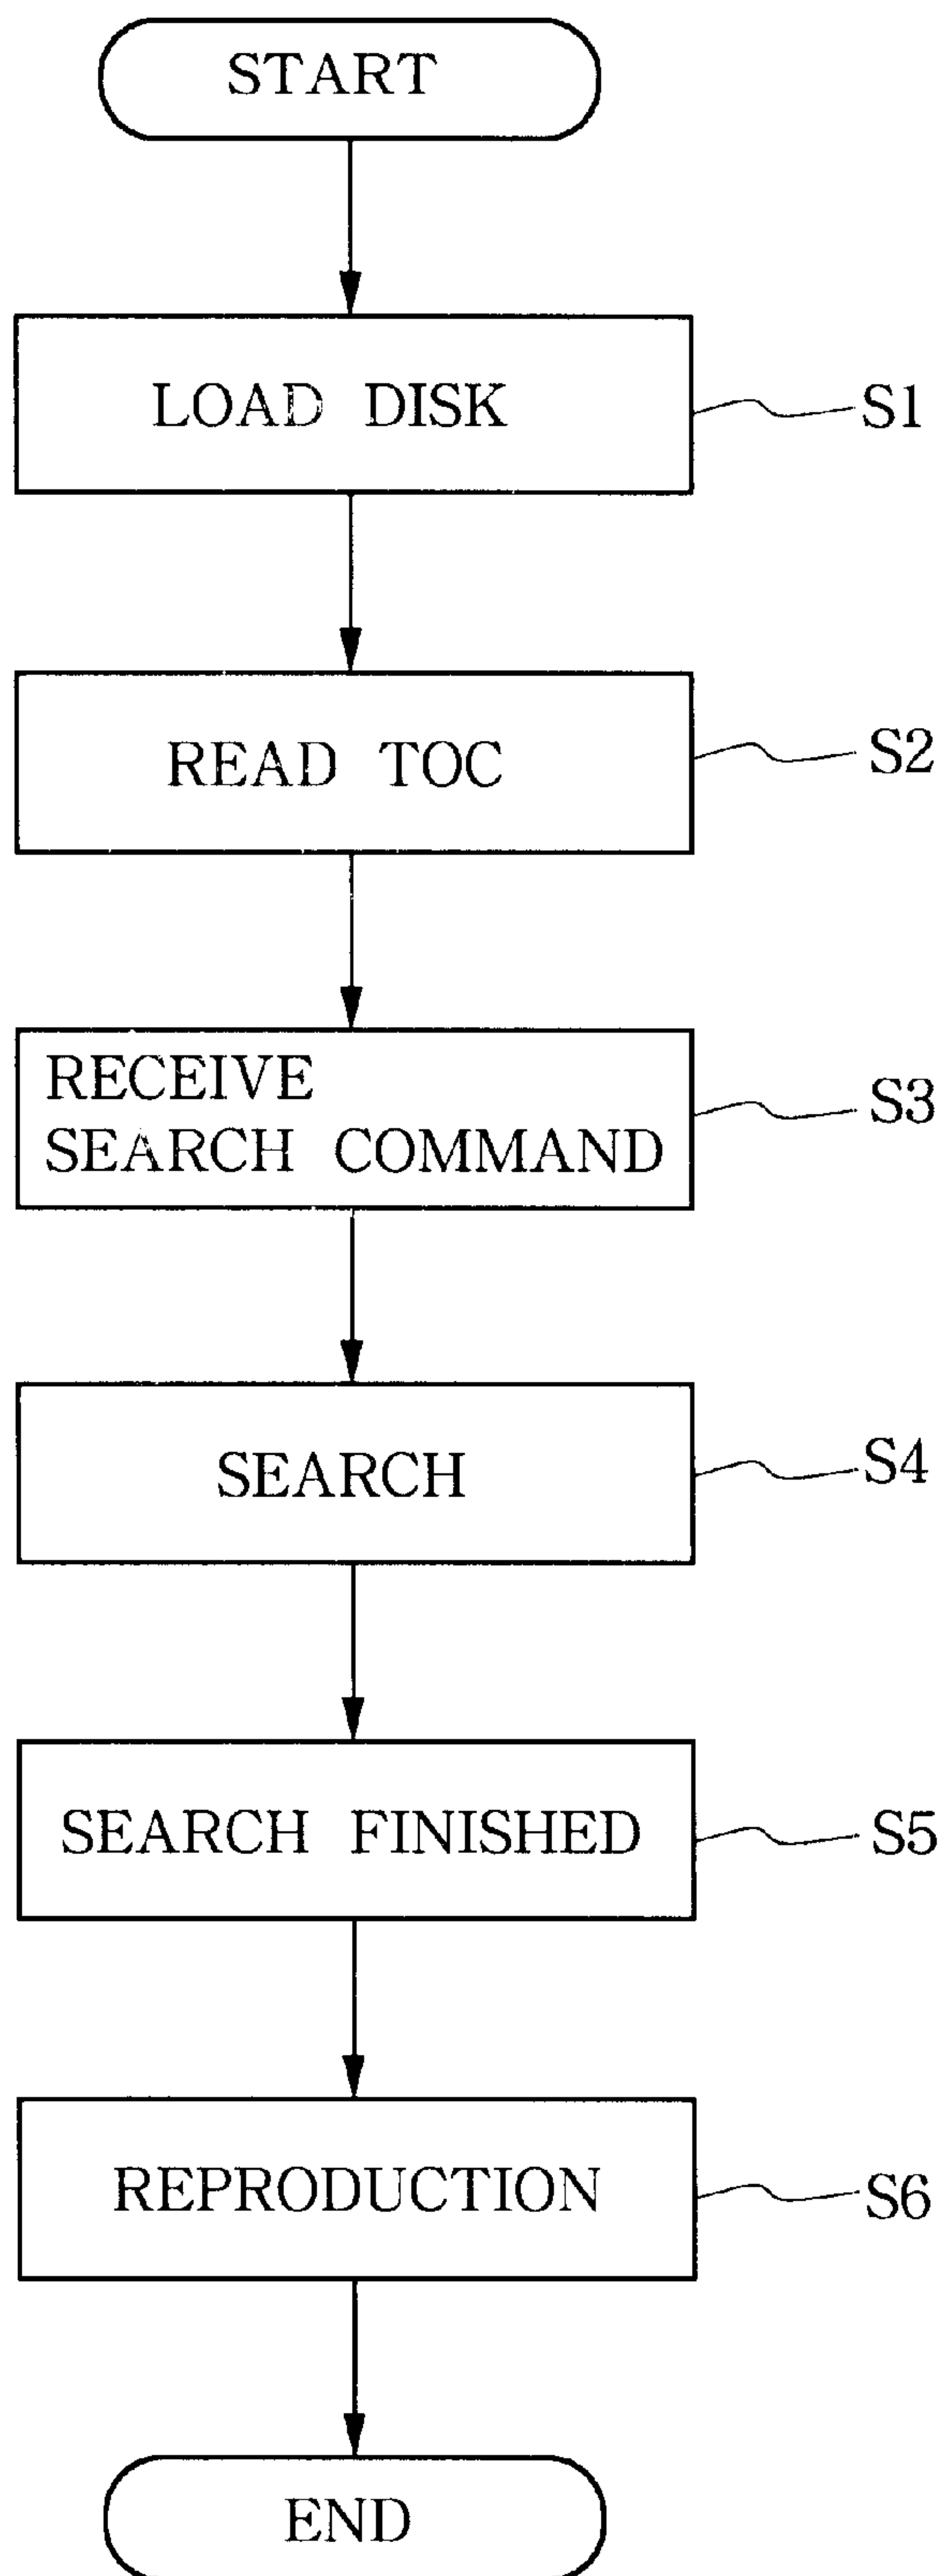 START
LOAD DISK
S1
READ TOC
S2
RECEIVE
SEARCH COMMAND
S3
SEARCH
S4
SEARCH FINISHED
S5
REPRODUCTION
S6
END